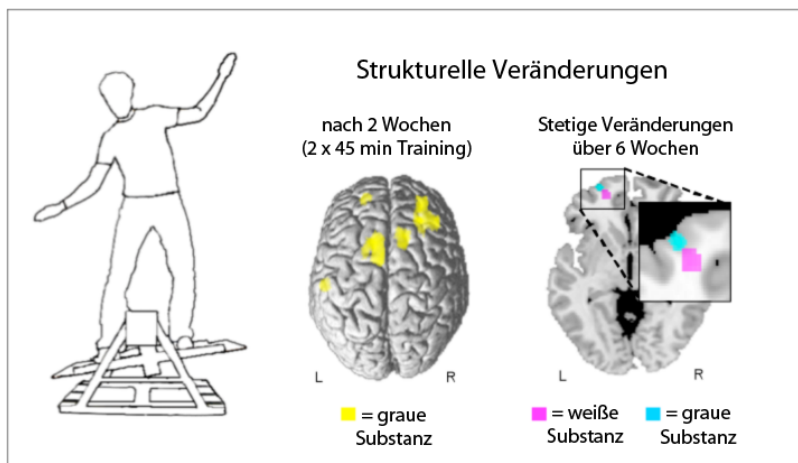 Strukturelle Veränderungen
nach 2 Wochen
(2 x 45 min Training)
Stetige Veränderungen
über 6 Wochen
L
R
L
R
= graue
Substanz
= weiße
Substanz
= graue
Substanz